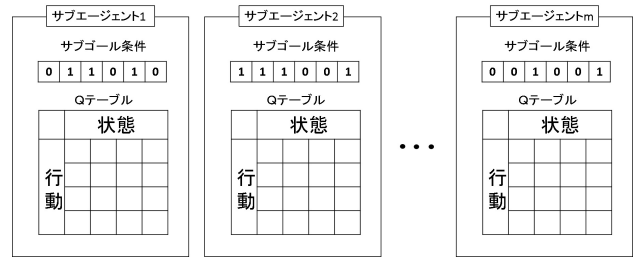 サブエージェント1
サブゴール条件
0 1 1 0 1 0
Qテーブル
状態
行動
サブエージェント2
サブゴール条件
1 1 1 0 0 1
Qテーブル
状態
行動
•••
サブエージェントm
サブゴール条件
0 0 1 0 0 1
Qテーブル
状態
行動